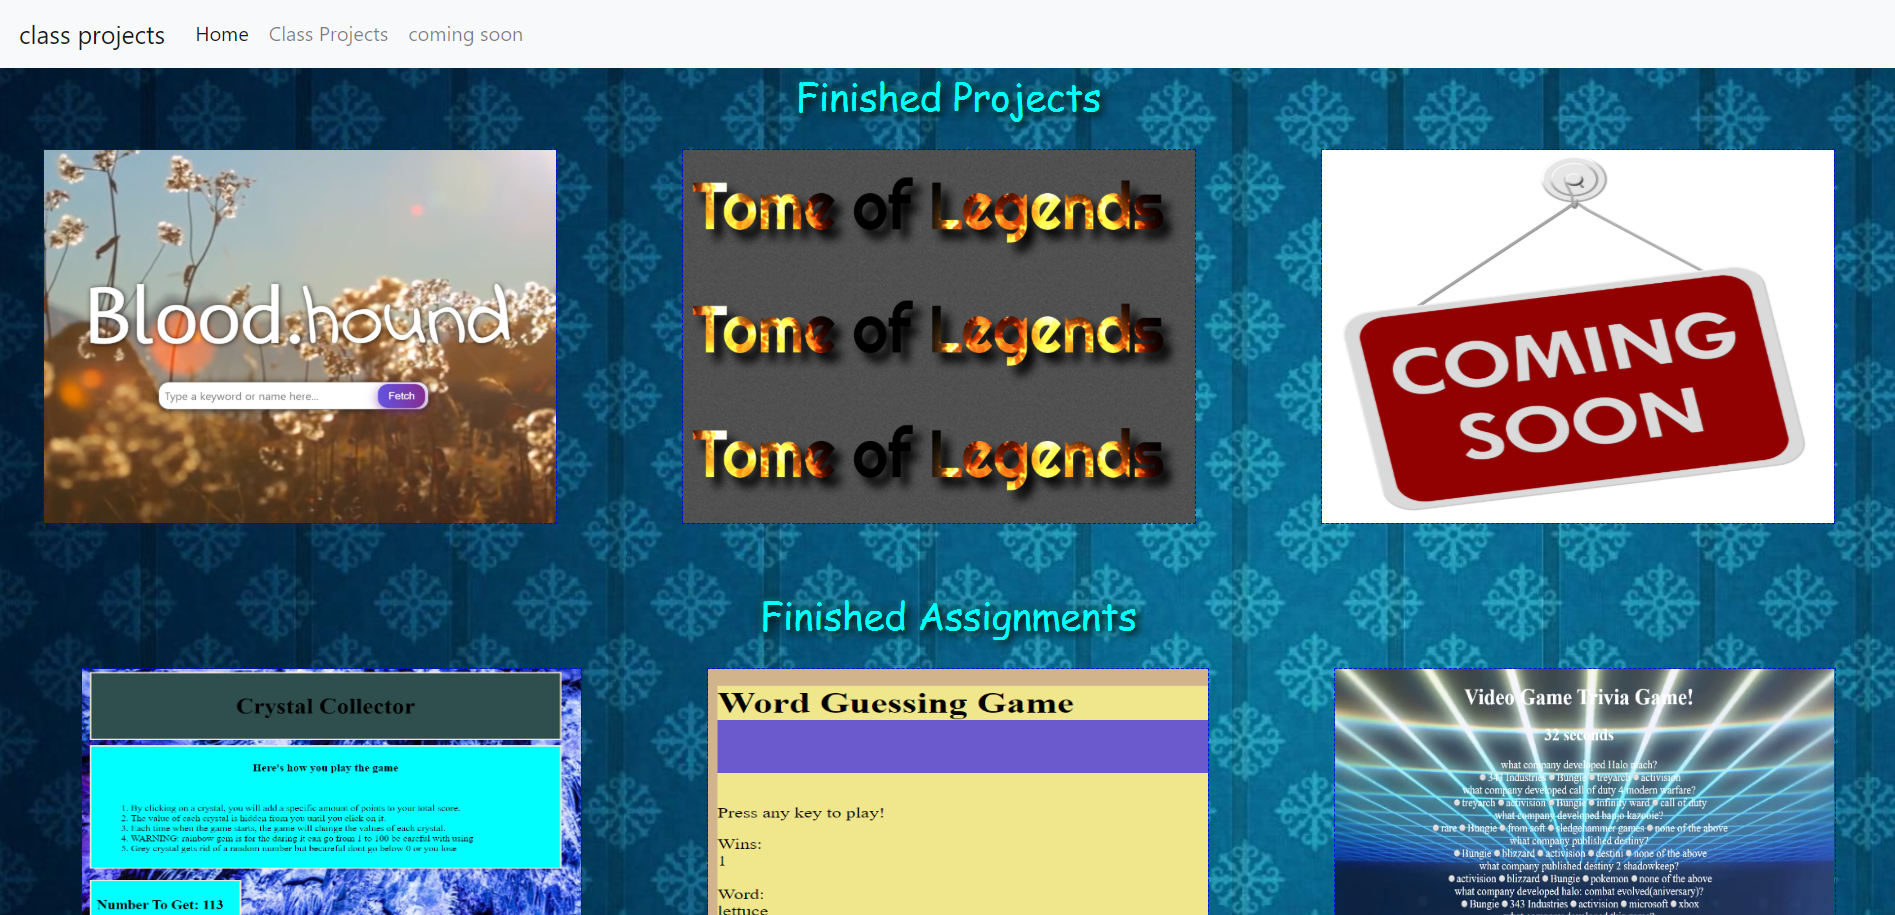 class projects Home Class Projects coming soon
Finished Projects
Blood.hound
Type a keyword or name here... Fetch
Tome of Legends
Tome of Legends
Tome of Legends
COMING
SOON
Finished Assignments
Crystal Collector
Here's how you play the game
1. By clicking on a crystal, you will add a specific amount of points to your total score.
2. The value of each crystal is hidden from you until you click on it.
3. Each time when the game starts, the game will change the values of each crystal.
4. WARNING: rainbow gem is for the daring it can go from 1 to 100 be careful with using
5. Grey crystal gets rid of a random number but becareful dont go below 0 or you lose
Number To Get: 113
Word Guessing Game
Press any key to play!
Wins:
1
Word:
lettuce
Video Game Trivia Game!
32 seconds
what company developed Halo reach?
343 Industries Bungie treyarch activision
what company developed call of duty 4 modern warfare?
treyarch activision Bungie infinity ward call of duty
what company developed banjo kazooie?
rare Bungie from soft sledgehammer games none of the above
what company published destiny?
Bungie blizzard activision destini none of the above
what company published destiny 2 shadowkeep?
activision blizzard Bungie pokemon none of the above
what company developed halo: combat evolved(aniversary)?
Bungie 343 Industries activision microsoft xbox